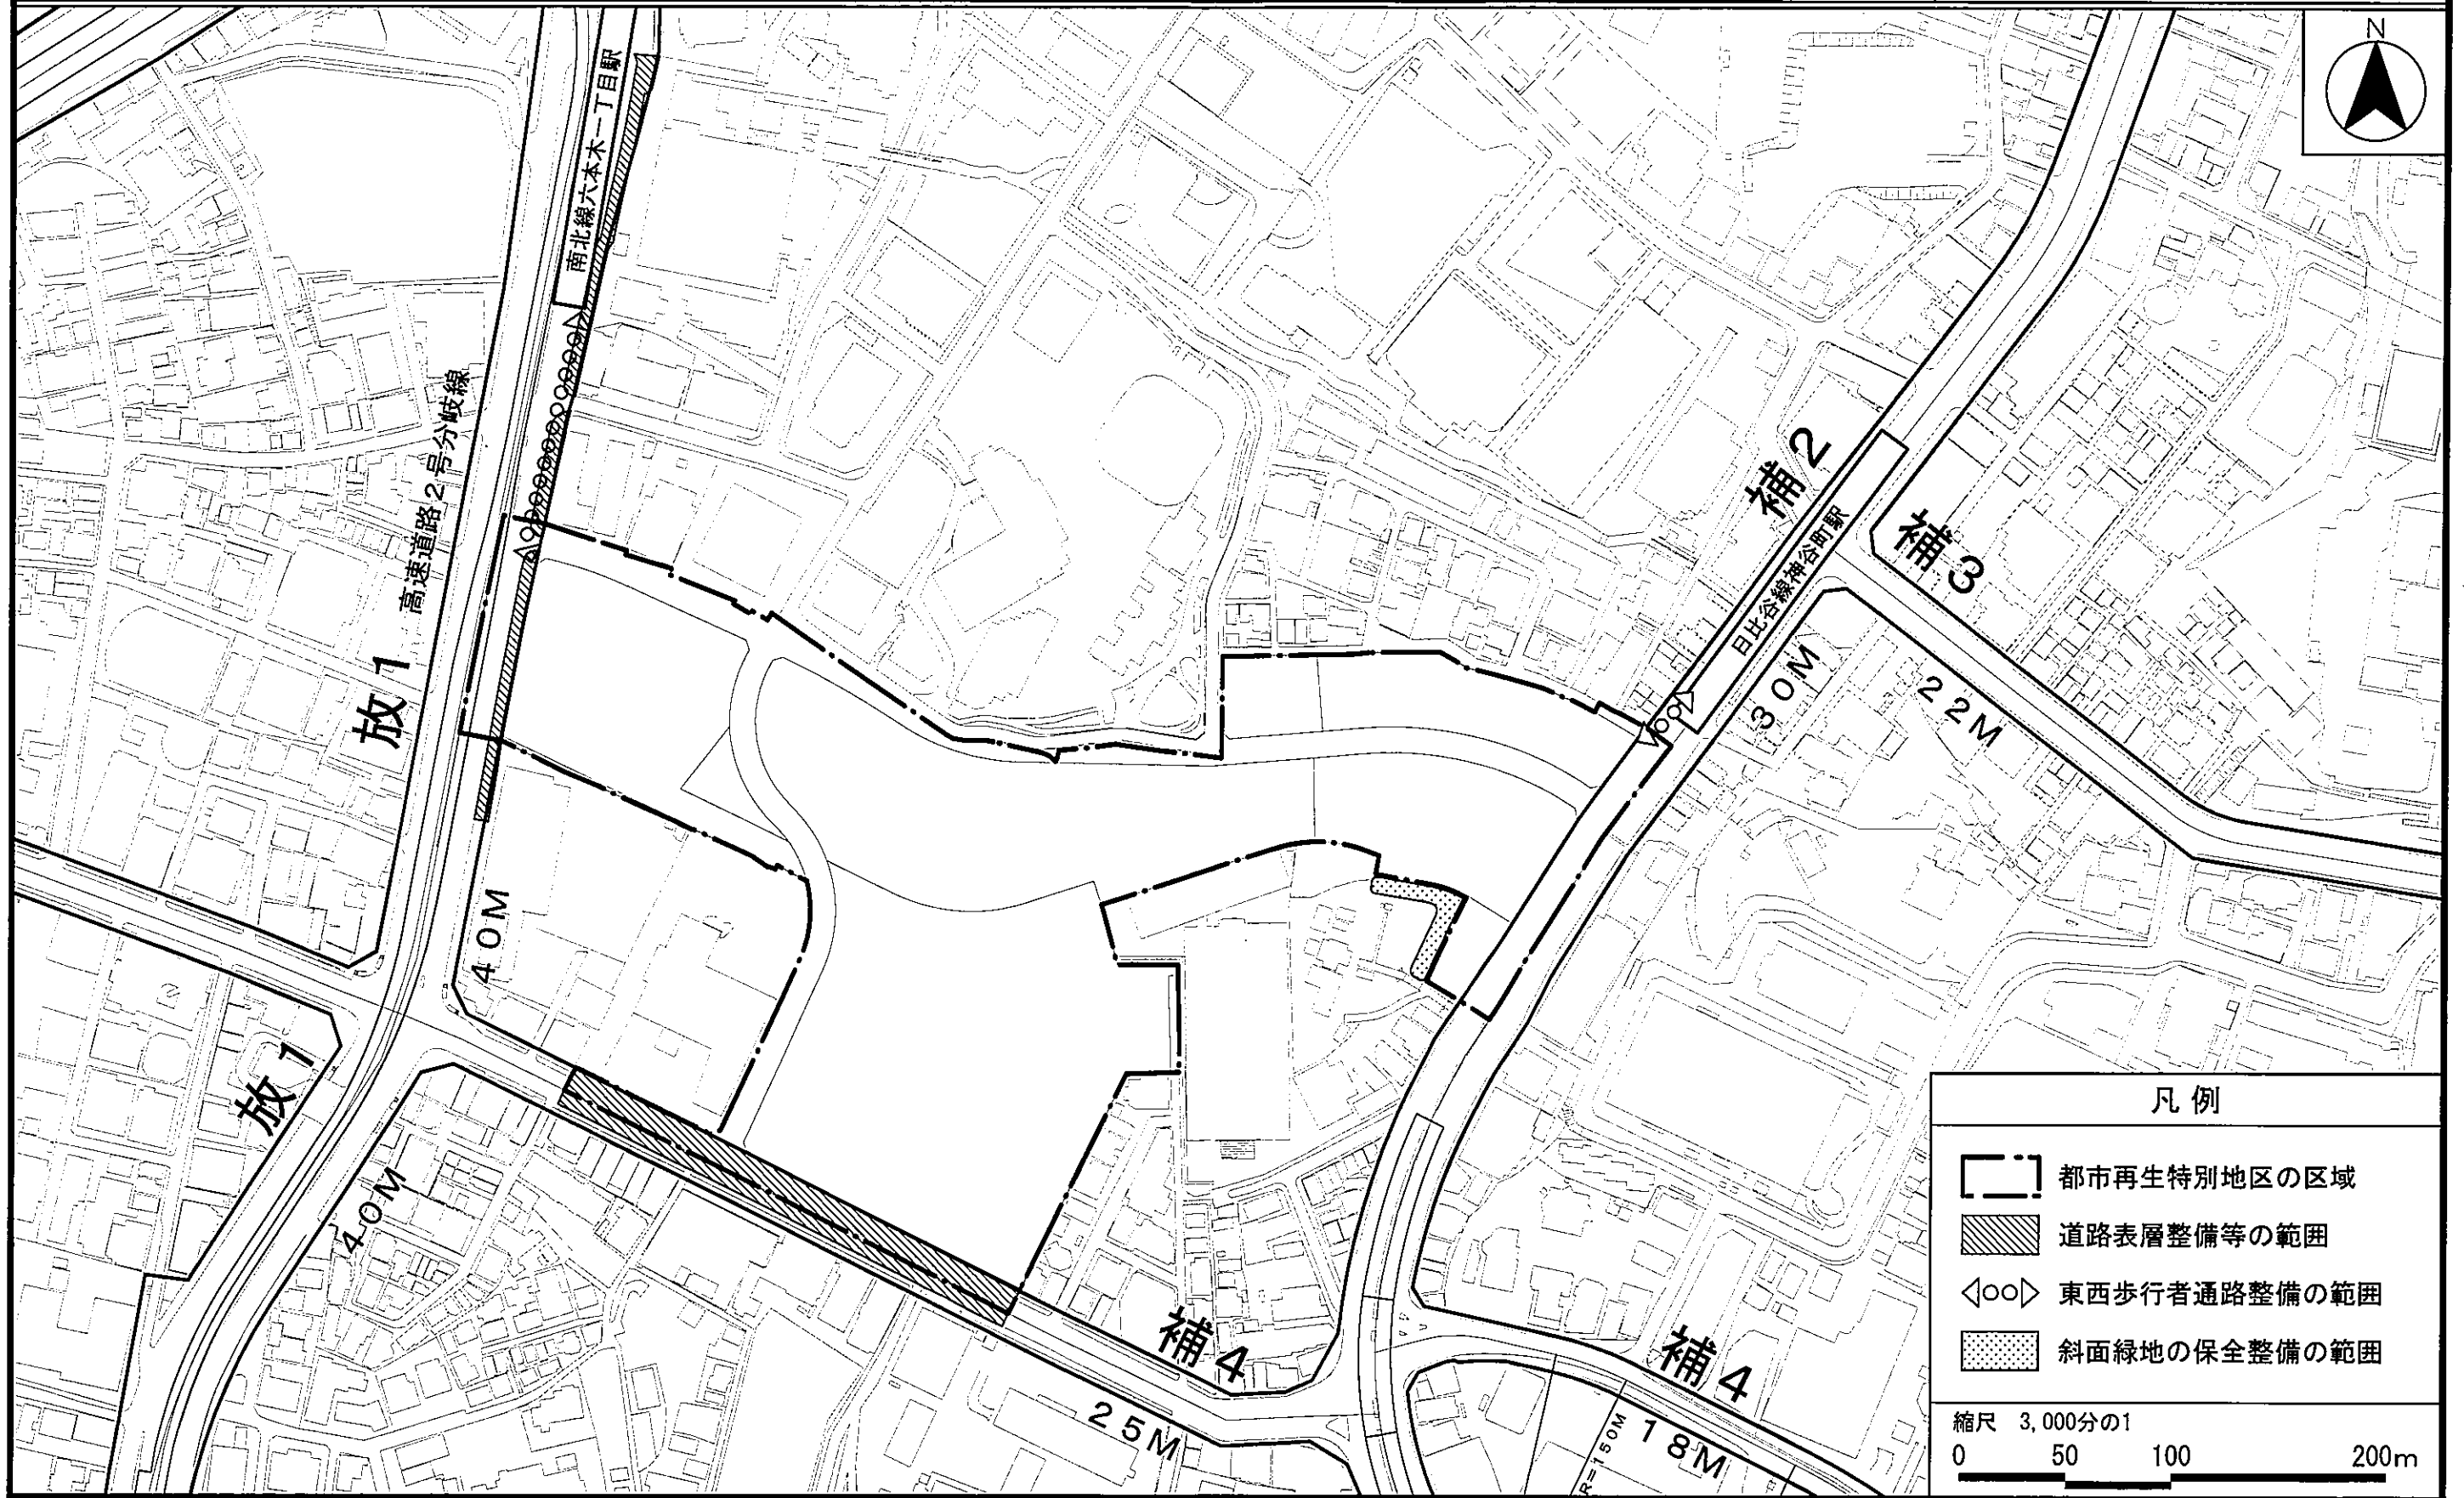 N
南北線六本木一丁目駅
高速道路2号分岐線
放1
40M
放1
40M
補2
補3
日比谷線神谷町駅
30M
22M
補4
25M
補4
18M
R=150M
凡例
都市再生特別地区の区域
道路表層整備等の範囲
東西歩行者通路整備の範囲
斜面緑地の保全整備の範囲
縮尺 3,000分の1
0 50 100 200m